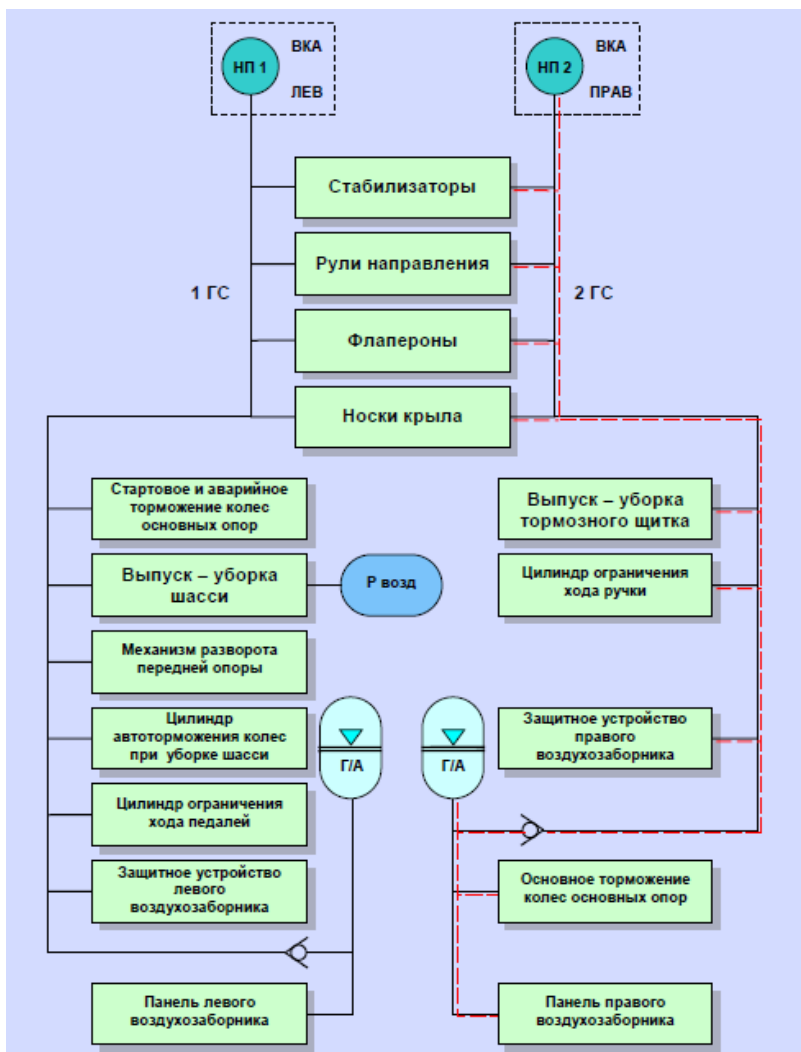 НП 1
ВКА
ЛЕВ
НП 2
ВКА
ПРАВ
Стабилизаторы
Рули направления
1 ГС
2 ГС
Флапероны
Носки крыла
Стартовое и аварийное
торможение колес
основных опор
Выпуск – уборка
тормозного щитка
Выпуск – уборка
шасси
Р возд
Цилиндр ограничения
хода ручки
Механизм разворота
передней опоры
Цилиндр
автоторможения колес
при уборке шасси
Г/А
Г/А
Защитное устройство
правого
воздухозаборника
Цилиндр ограничения
хода педалей
Защитное устройство
левого
воздухозаборника
Основное торможение
колес основных опор
Панель левого
воздухозаборника
Панель правого
воздухозаборника